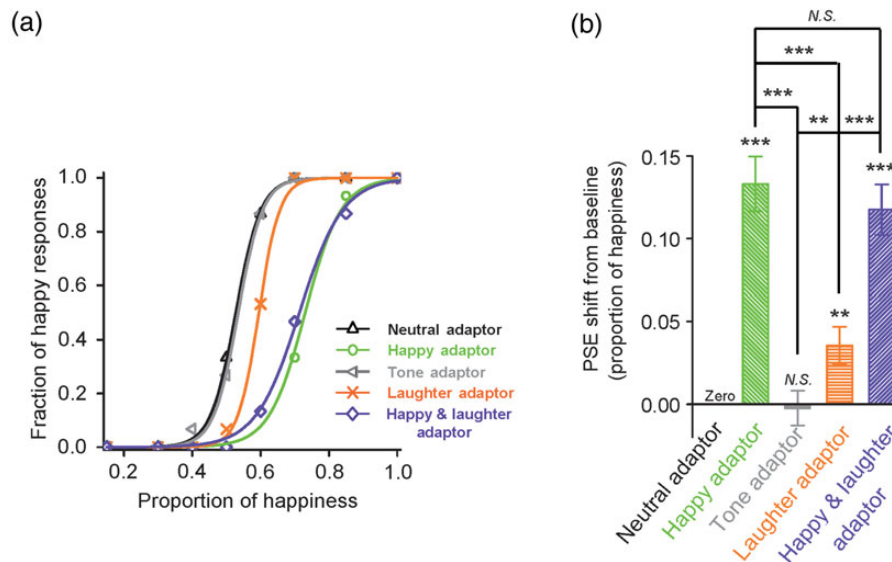 (a)
1.0
0.8
0.6
0.4
0.2
0.0
Fraction of happy responses
0.2 0.4 0.6 0.8 1.0
Proportion of happiness
Neutral adaptor
Happy adaptor
Tone adaptor
Laughter adaptor
Happy & laughter
adaptor
(b)
N.S.
***
***
** ***
***
***
**
N.S.
0.15
0.10
0.05
0.00
PSE shift from baseline
(proportion of happiness)
Zero
Neutral adaptor
Happy adaptor
Tone adaptor
Laughter adaptor
Happy & laughter
adaptor